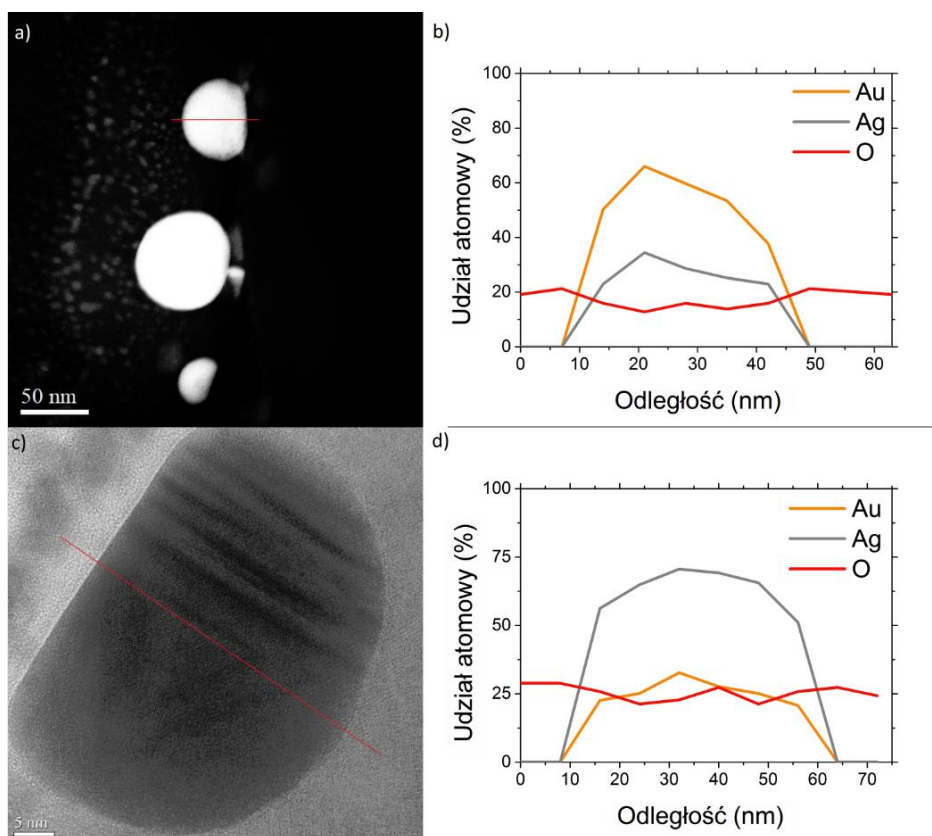 a)
50 nm
b)
100
80
60
40
20
0
0 10 20 30 40 50 60
Udział atomowy (%)
Odległość (nm)
Au
Ag
O
c)
5 nm
d)
100
75
50
25
0
0 10 20 30 40 50 60 70
Udział atomowy (%)
Odległość (nm)
Au
Ag
O